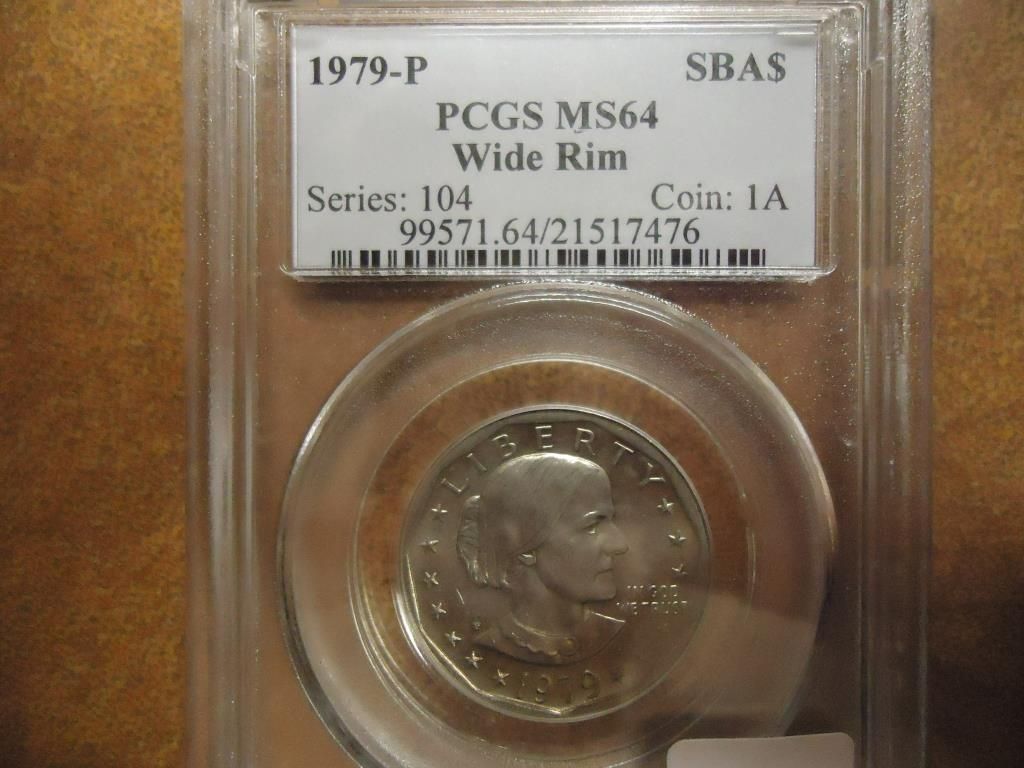 1979-P SBA$
PCGS MS64
Wide Rim
Series: 104 Coin: 1A
99571.64/21517476
LIBERTY
IN GOD
WE TRUST
P
1979